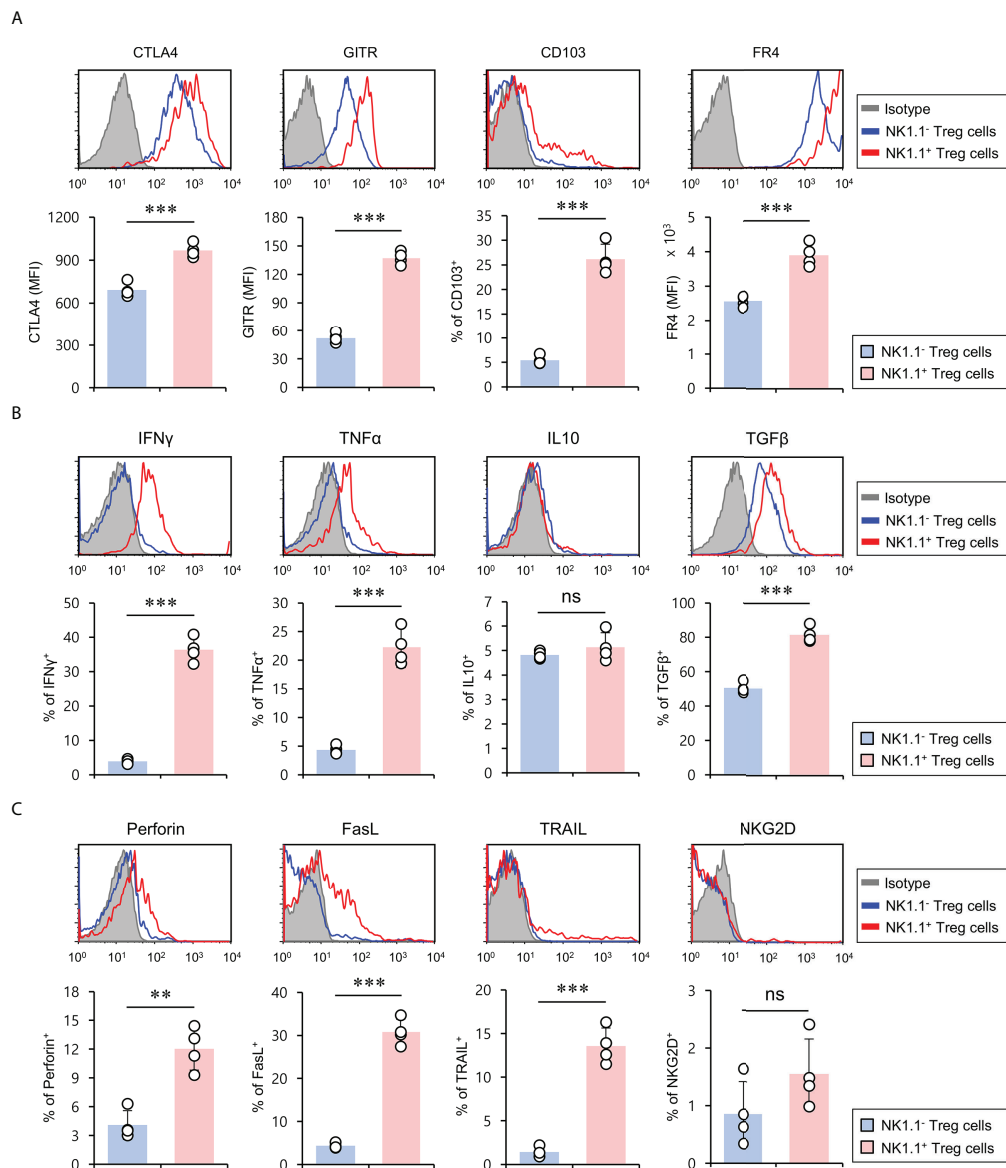 A
CTLA4 GITR CD103 FR4
Isotype
NK1.1⁻ Treg cells
NK1.1⁺ Treg cells
10⁰ 10¹ 10² 10³ 10⁴ 10⁰ 10¹ 10² 10³ 10⁴ 10⁰ 10¹ 10² 10³ 10⁴ 10⁰ 10¹ 10² 10³ 10⁴
CTLA4 (MFI)
1200
900
600
300
0
***
GITR (MFI)
180
150
120
90
60
30
0
***
% of CD103⁺
35
30
25
20
15
10
5
0
***
FR4 (MFI)
x 10³
5
4
3
2
1
0
***
NK1.1⁻ Treg cells
NK1.1⁺ Treg cells
B
IFNγ TNFα IL10 TGFβ
Isotype
NK1.1⁻ Treg cells
NK1.1⁺ Treg cells
10⁰ 10¹ 10² 10³ 10⁴ 10⁰ 10¹ 10² 10³ 10⁴ 10⁰ 10¹ 10² 10³ 10⁴ 10⁰ 10¹ 10² 10³ 10⁴
% of IFNγ⁺
50
40
30
20
10
0
***
% of TNFα⁺
30
25
20
15
10
5
0
***
% of IL10⁺
7
6
5
4
3
2
1
0
ns
% of TGFβ⁺
100
80
60
40
20
0
***
NK1.1⁻ Treg cells
NK1.1⁺ Treg cells
C
Perforin FasL TRAIL NKG2D
Isotype
NK1.1⁻ Treg cells
NK1.1⁺ Treg cells
10⁰ 10¹ 10² 10³ 10⁴ 10⁰ 10¹ 10² 10³ 10⁴ 10⁰ 10¹ 10² 10³ 10⁴ 10⁰ 10¹ 10² 10³ 10⁴
% of Perforin⁺
18
15
12
9
6
3
0
**
% of FasL⁺
40
30
20
10
0
***
% of TRAIL⁺
20
15
10
5
0
***
% of NKG2D⁺
3
2
1
0
ns
NK1.1⁻ Treg cells
NK1.1⁺ Treg cells